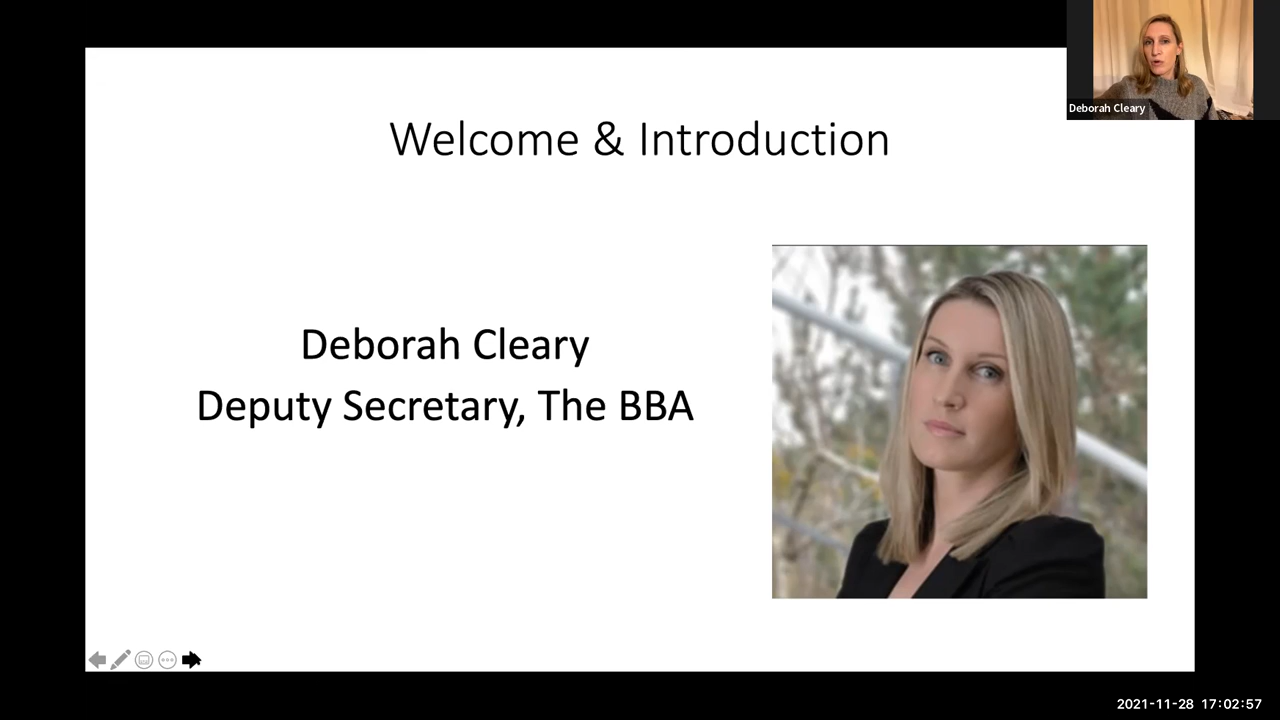 Deborah Cleary
Welcome & Introduction
Deborah Cleary
Deputy Secretary, The BBA
2021-11-28 17:02:57